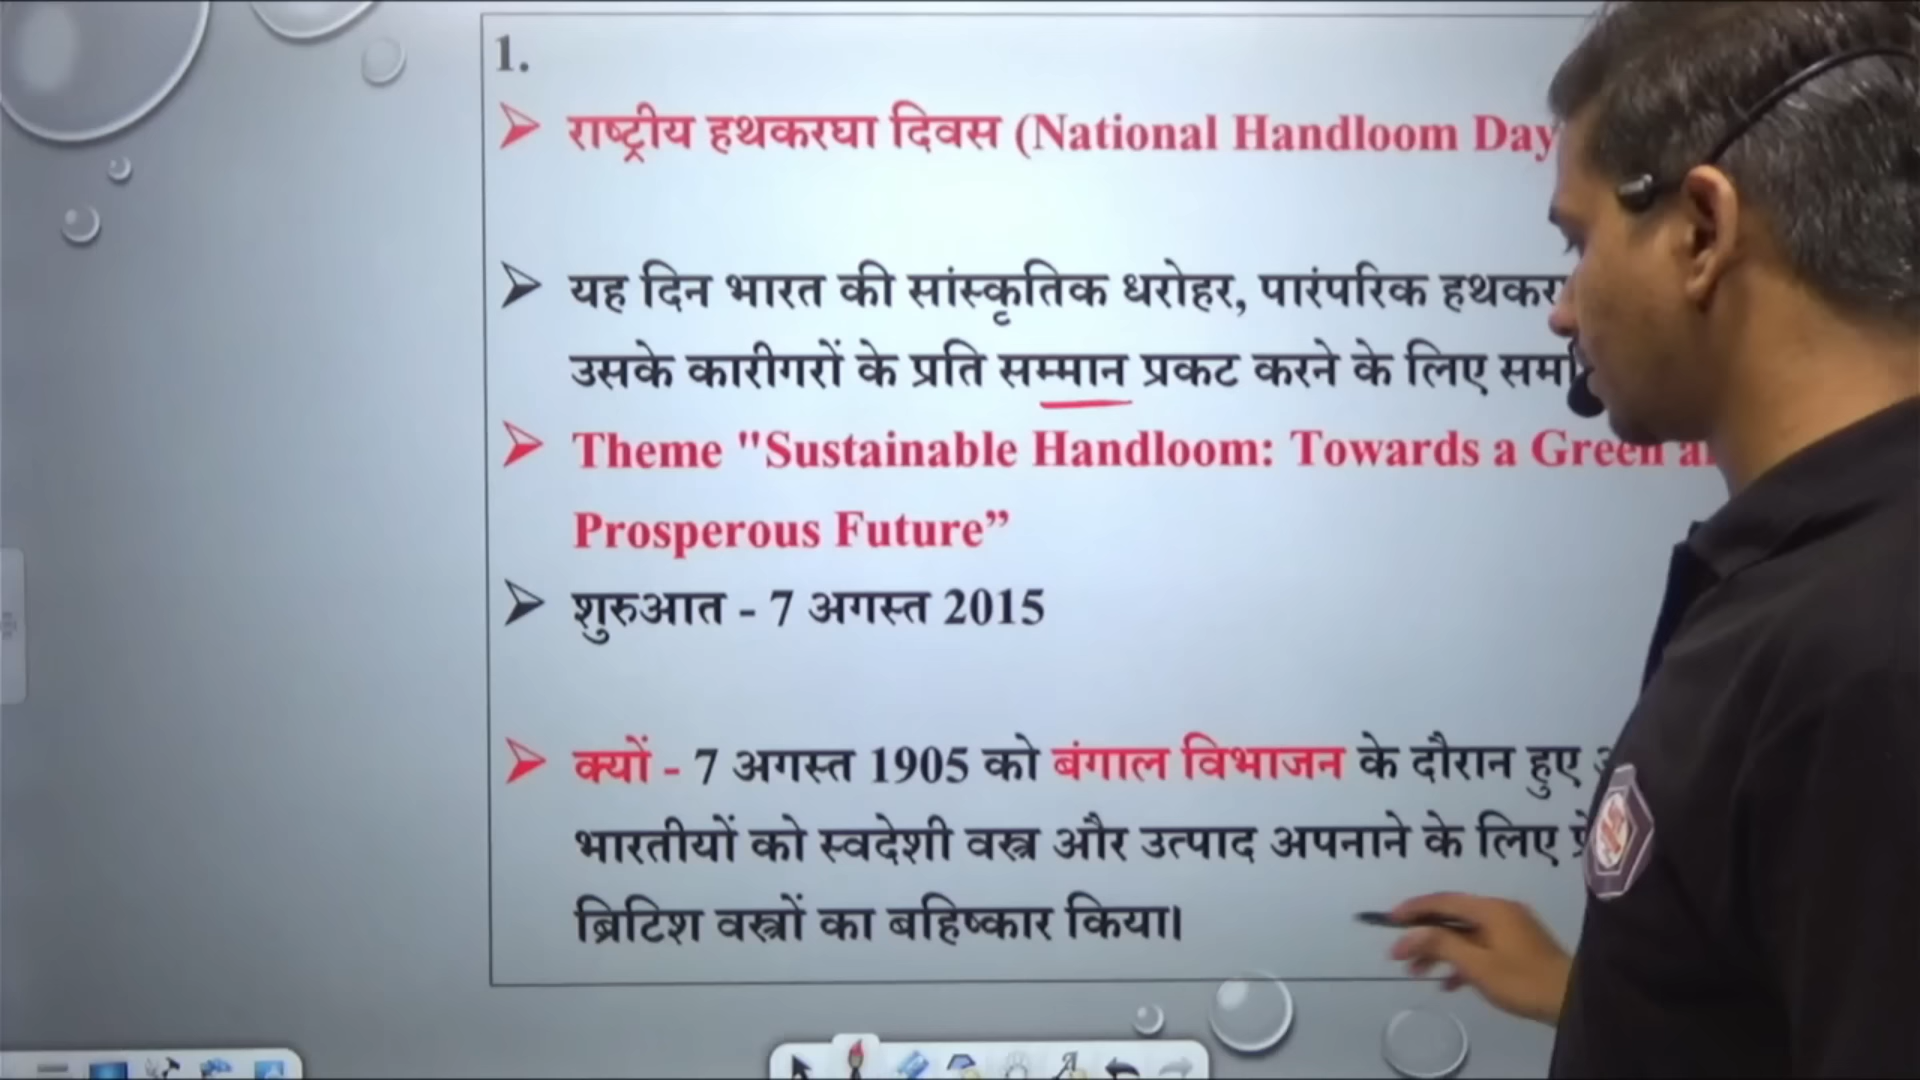 1.
राष्ट्रीय हथकरघा दिवस (National Handloom Day
यह दिन भारत की सांस्कृतिक धरोहर, पारंपरिक
उसके कारीगरों के प्रति सम्मान प्रकट करने के लिए
Theme "Sustainable Handloom: Towards a Green
Prosperous Future”
शुरुआत - 7 अगस्त 2015
क्यों - 7 अगस्त 1905 को बंगाल विभाजन के दौरान हुए
भारतीयों को स्वदेशी वस्त्र और उत्पाद अपनाने के लिए
ब्रिटिश वस्त्रों का बहिष्कार किया।